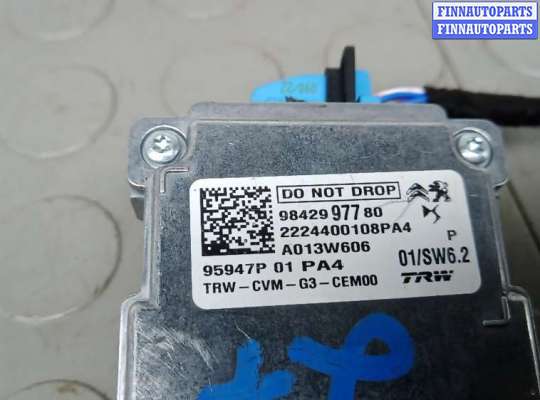 FINNAUTOPARTS
FINNAUTOPARTS
DO NOT DROP
98429 977 80
2224400108PA4
A013W606
P
95947P 01 PA4
01/SW6.2
TRW-CVM-G3-CEM00
TRW